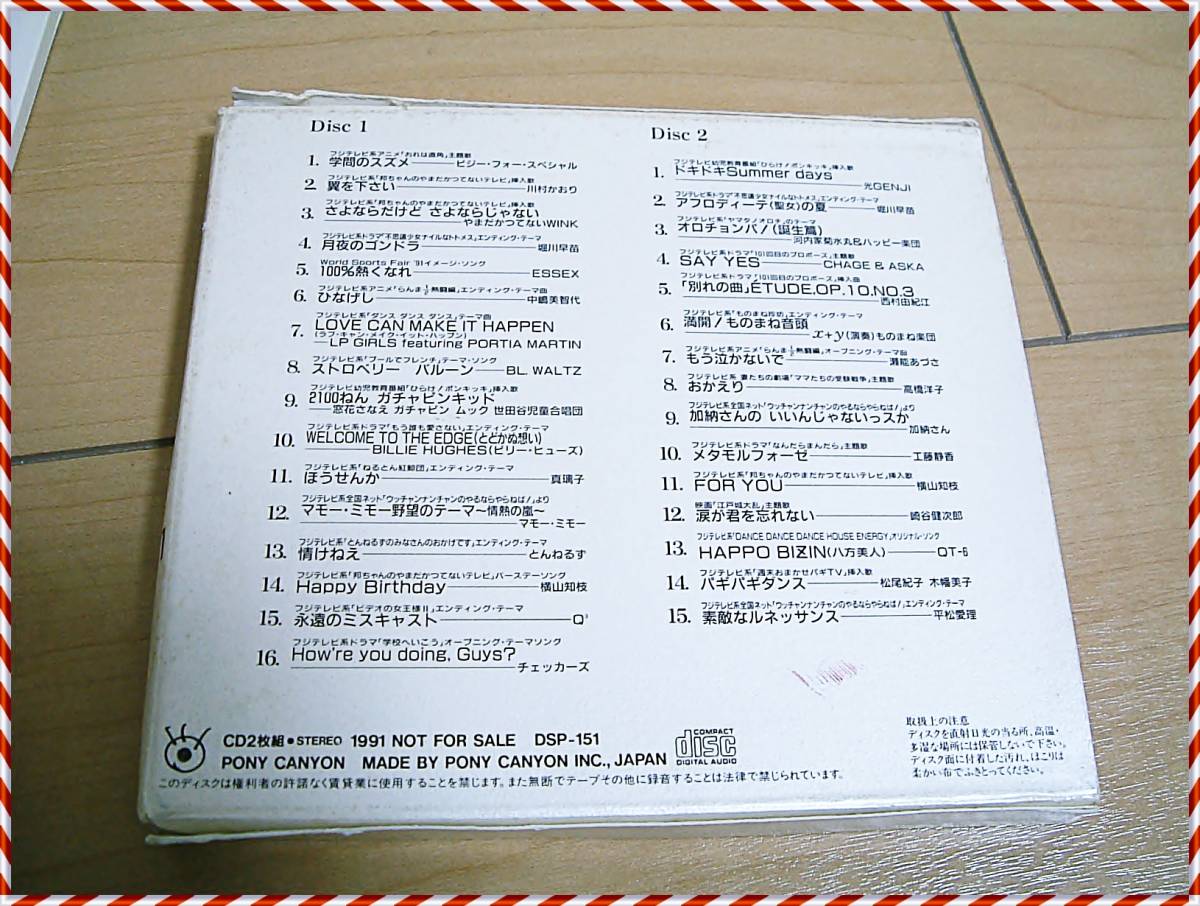 Disc 1
フジテレビ系アニメ「おれは直角」主題歌
1. 学問のスズメ ビジー・フォー・スペシャル
フジテレビ系「邦ちゃんのやまだかつてないテレビ」挿入歌
2. 翼を下さい 川村かおり
フジテレビ系「邦ちゃんのやまだかつてないテレビ」挿入歌
3. さよならだけど さよならじゃない
やまだかつてないWINK
フジテレビ系ドラマ「不思議少女ナイルなトトメス」エンディング・テーマ
4. 月夜のゴンドラ 堀川早苗
World Sports Fair '91イメージ・ソング
5. 100%熱くなれ ESSEX
フジテレビ系アニメ「らんま½熱闘編」エンディング・テーマ曲
6. ひなげし 中嶋美智代
フジテレビ系「ダンス ダンス ダンス」テーマ曲
7. LOVE CAN MAKE IT HAPPEN
(ラブ・キャン・メイク・イット・ハップン)
LP GIRLS featuring PORTIA MARTIN
フジテレビ系「プールでフレンチ」テーマ・ソング
8. ストロベリー バルーン BL. WALTZ
フジテレビ幼児教育番組「ひらけ!ポンキッキ」挿入歌
9. 2100ねん ガチャピンキッド
窓花さなえ ガチャピン ムック 世田谷児童合唱団
フジテレビ系ドラマ「もう誰も愛さない」エンディング・テーマ
10. WELCOME TO THE EDGE(とどかぬ想い)
BILLIE HUGHES(ビリー・ヒューズ)
フジテレビ系「ねるとん紅鯨団」エンディング・テーマ
11. ほうせんか 真璃子
フジテレビ系全国ネット「ウッチャンナンチャンのやるならやらねば!」より
12. マモー・ミモー野望のテーマ〜情熱の嵐〜
マモー・ミモー
フジテレビ系「とんねるずのみなさんのおかげです」エンディング・テーマ
13. 情けねえ とんねるず
フジテレビ系「邦ちゃんのやまだかつてないテレビ」バースデーソング
14. Happy Birthday 横山知枝
フジテレビ系「ビデオの女王様II」エンディング・テーマ
15. 永遠のミスキャスト
フジテレビ系ドラマ「学校へいこう」オープニング・テーマソング
16. How're you doing, Guys?
チェッカーズ
Disc 2
フジテレビ幼児教育番組「ひらけ!ポンキッキ」挿入歌
1. ドキドキSummer days
光GENJI
フジテレビ系ドラマ「不思議少女ナイルなトトメス」エンディング・テーマ
2. アフロディーテ(聖女)の夏 堀川早苗
フジテレビ系「ヤマタノオロチ」のテーマ
3. オロチョンパ!(誕生篇)
河内家菊水丸&ハッピー楽団
フジテレビ系ドラマ「101回目のプロポーズ」主題歌
4. SAY YES CHAGE & ASKA
フジテレビ系ドラマ「101回目のプロポーズ」挿入曲
5. 「別れの曲」ETUDE,OP.10,NO.3
西村由紀江
フジテレビ系「ものまね珍坊」エンディング・テーマ
6. 満開!ものまね音頭
x+y(演奏)ものまね楽団
フジテレビ系アニメ「らんま½熱闘編」オープニング・テーマ曲
7. もう泣かないで 瀬能あづさ
フジテレビ系 妻たちの劇場「ママたちの受験戦争」主題歌
8. おかえり 高橋洋子
フジテレビ系全国ネット「ウッチャンナンチャンのやるならやらねば!」より
9. 加納さんの いいんじゃないっスか
加納さん
フジテレビ系ドラマ「なんだらまんだら」主題歌
10. メタモルフォーゼ 工藤静香
フジテレビ系「邦ちゃんのやまだかつてないテレビ」挿入歌
11. FOR YOU 横山知枝
映画「江戸城大乱」主題歌
12. 涙が君を忘れない 崎谷健次郎
フジテレビ系「DANCE DANCE DANCE HOUSE ENERGY」オリジナル・ソング
13. HAPPO BIZIN(八方美人) QT-6
フジテレビ系「週末おまかせバギTV」挿入歌
14. バギバギダンス 松尾紀子 木幡美子
フジテレビ系全国ネット「ウッチャンナンチャンのやるならやらねば!」エンディング・テーマ
15. 素敵なルネッサンス 平松愛理
CD2枚組●STEREO 1991 NOT FOR SALE DSP-151
PONY CANYON MADE BY PONY CANYON INC., JAPAN
COMPACT
disc
DIGITAL AUDIO
このディスクは権利者の許諾なく賃貸業に使用することを禁じます。また無断でテープその他に録音することは法律で禁じられています。
取扱上の注意
ディスクを直射日光の当る所、高温・
多湿な場所には保管しないで下さい。
ディスク面に付着した汚れ、ほこりは
柔かい布でふきとってください。